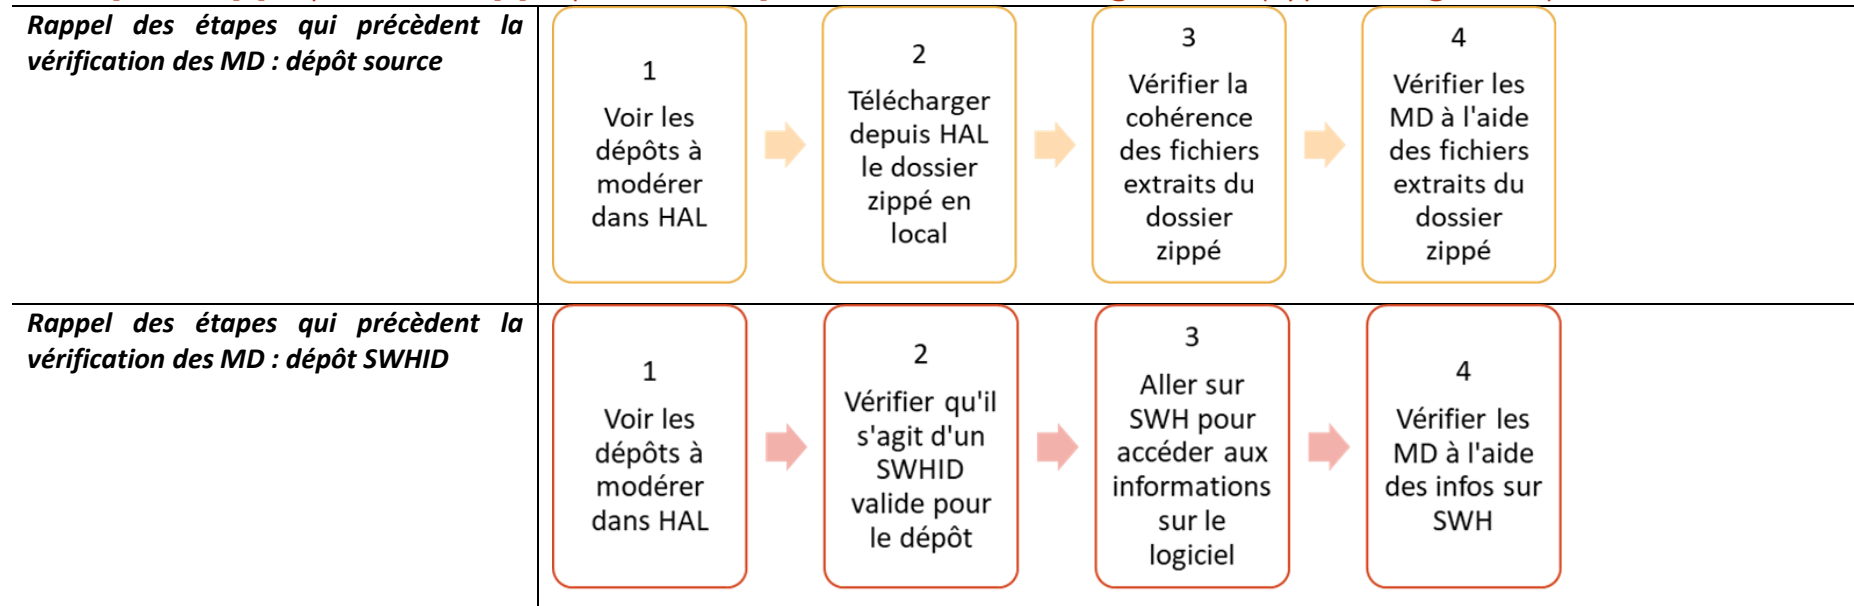 Rappel des étapes qui précèdent la
vérification des MD : dépôt source
1
Voir les
dépôts à
modérer
dans HAL
2
Télécharger
depuis HAL
le dossier
zippé en
local
3
Vérifier la
cohérence
des fichiers
extraits du
dossier
zippé
4
Vérifier les
MD à l'aide
des fichiers
extraits du
dossier
zippé
Rappel des étapes qui précèdent la
vérification des MD : dépôt SWHID
1
Voir les
dépôts à
modérer
dans HAL
2
Vérifier qu'il
s'agit d'un
SWHID
valide pour
le dépôt
3
Aller sur
SWH pour
accéder aux
informations
sur le
logiciel
4
Vérifier les
MD à l'aide
des infos sur
SWH